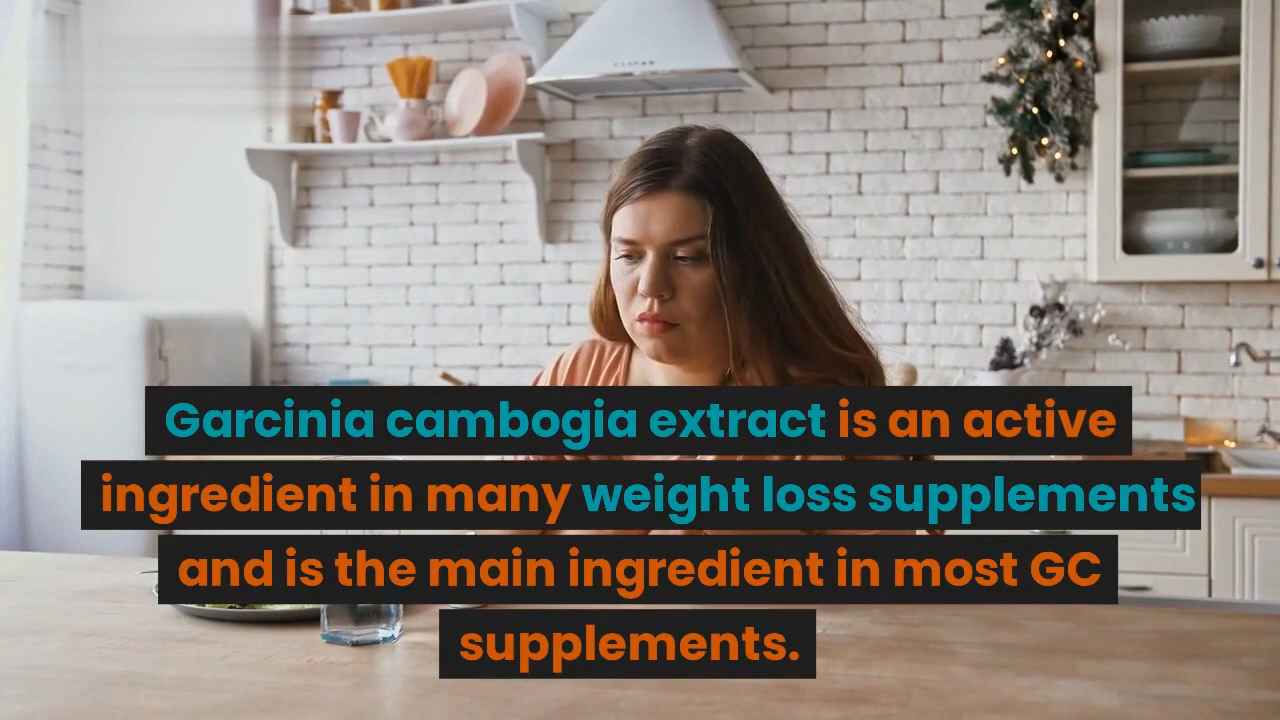 Garcinia cambogia extract is an active
ingredient in many weight loss supplements
and is the main ingredient in most GC
supplements.